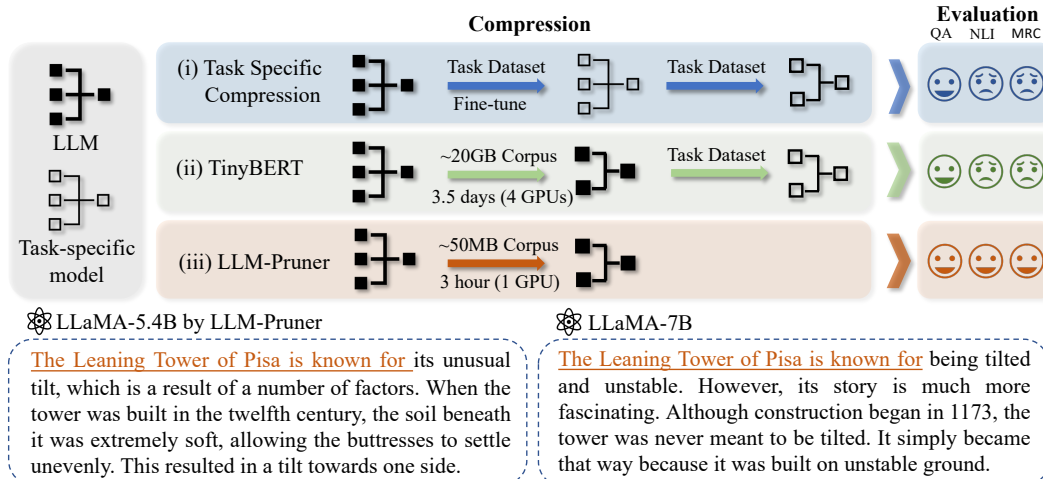 Compression
Evaluation
QA NLI MRC
LLM
Task-specific
model
(i) Task Specific
Compression
Task Dataset
Fine-tune
Task Dataset
(ii) TinyBERT
~20GB Corpus
3.5 days (4 GPUs)
Task Dataset
(iii) LLM-Pruner
~50MB Corpus
3 hour (1 GPU)
LLaMA-5.4B by LLM-Pruner
The Leaning Tower of Pisa is known for its unusual
tilt, which is a result of a number of factors. When the
tower was built in the twelfth century, the soil beneath
it was extremely soft, allowing the buttresses to settle
unevenly. This resulted in a tilt towards one side.
LLaMA-7B
The Leaning Tower of Pisa is known for being tilted
and unstable. However, its story is much more
fascinating. Although construction began in 1173, the
tower was never meant to be tilted. It simply became
that way because it was built on unstable ground.